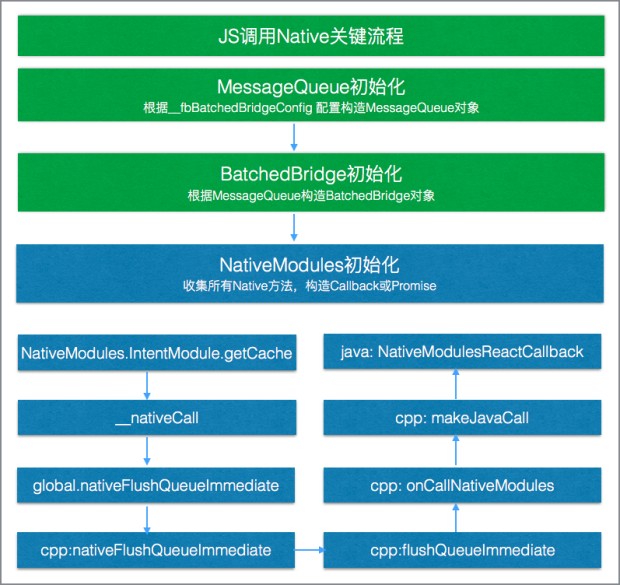 JS调用Native关键流程
MessageQueue初始化
根据__fbBatchedBridgeConfig 配置构造MessageQueue对象
BatchedBridge初始化
根据MessageQueue构造BatchedBridge对象
NativeModules初始化
收集所有Native方法，构造Callback或Promise
NativeModules.IntentModule.getCache
__nativeCall
global.nativeFlushQueueImmediate
cpp:nativeFlushQueueImmediate
cpp:flushQueueImmediate
cpp: onCallNativeModules
cpp: makeJavaCall
java: NativeModulesReactCallback